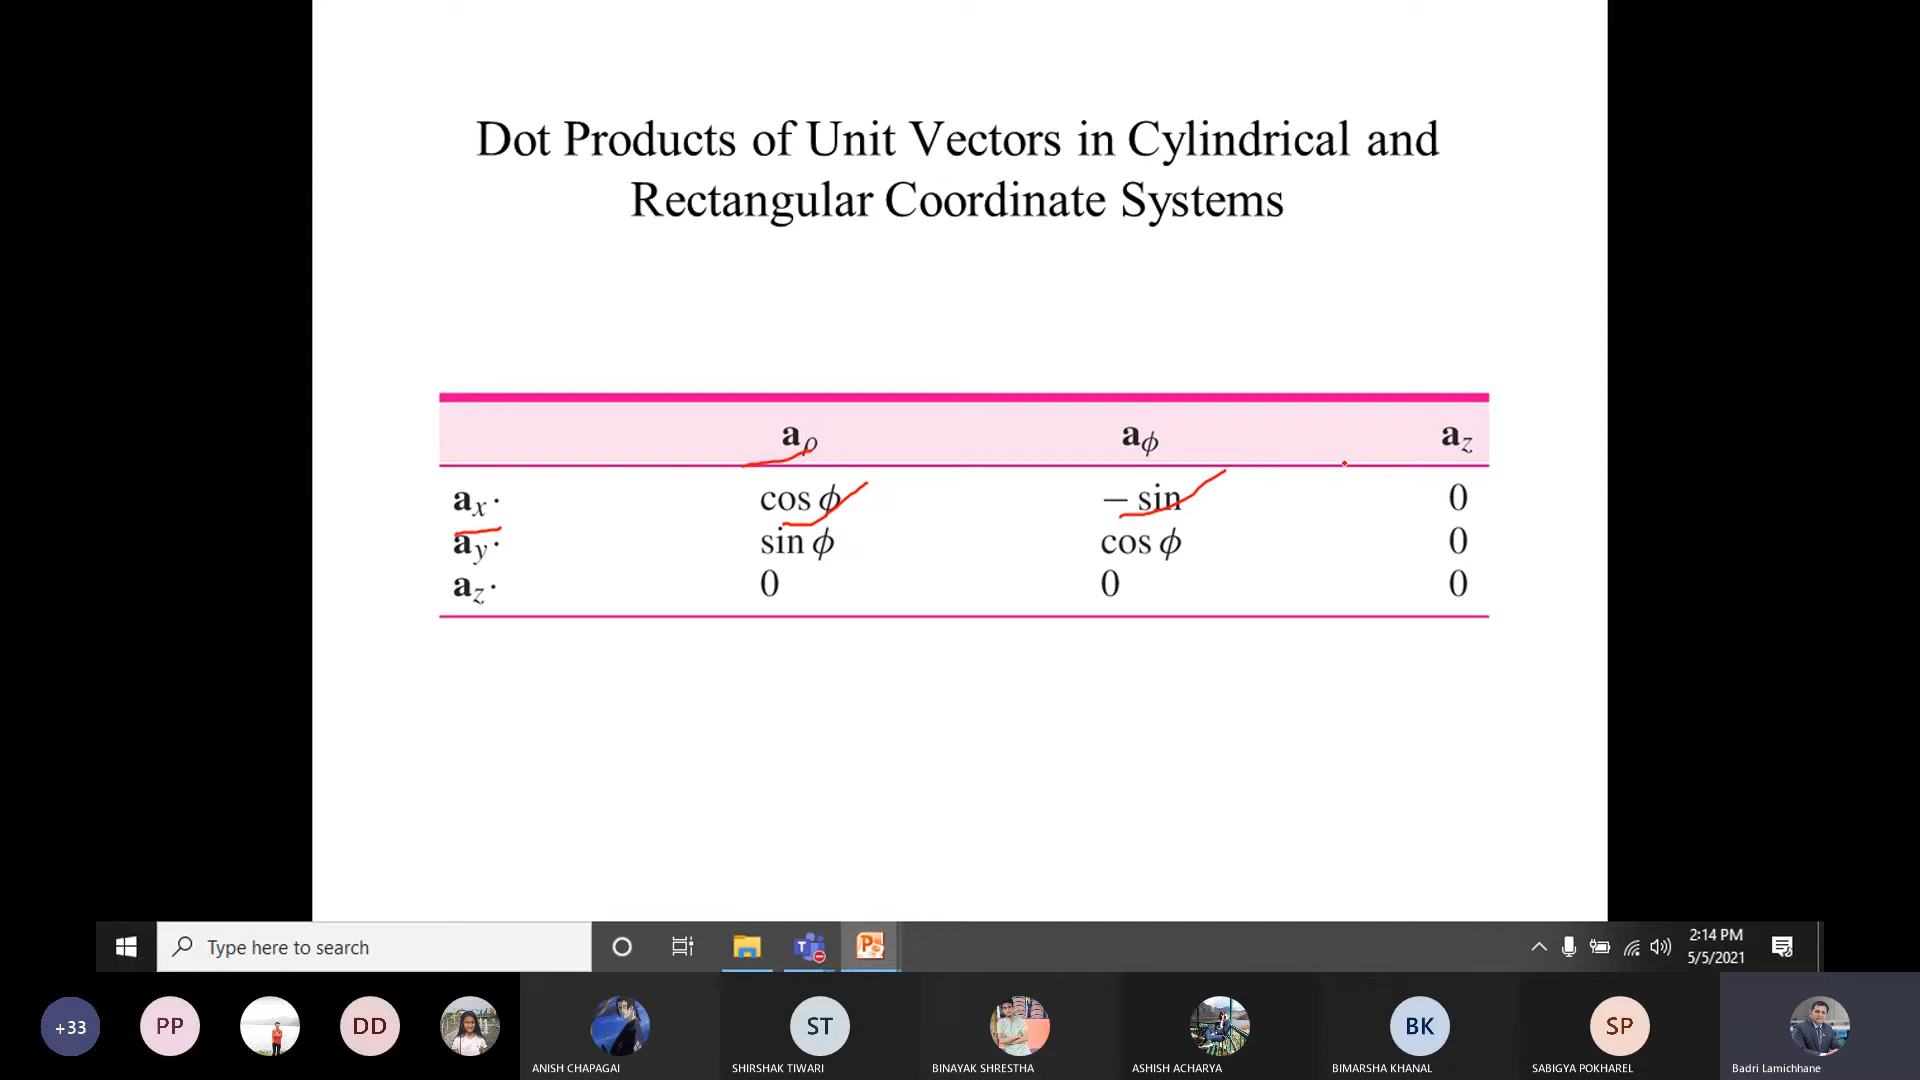 Dot Products of Unit Vectors in Cylindrical and
Rectangular Coordinate Systems
aρ aϕ az
ax· cos ϕ − sin 0
ay· sin ϕ cos ϕ 0
az· 0 0 0
Type here to search
2:14 PM
5/5/2021
+33 PP DD ST BK SP
ANISH CHAPAGAI SHIRSHAK TIWARI BINAYAK SHRESTHA ASHISH ACHARYA BIMARSHA KHANAL SABIGYA POKHAREL Badri Lamichhane